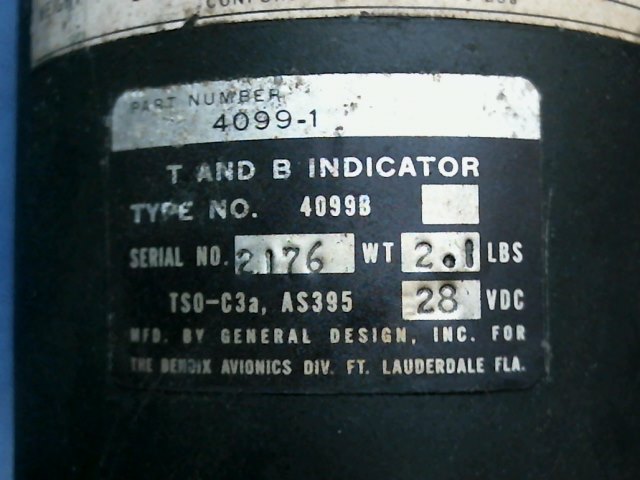 PART NUMBER
4099-1
T AND B INDICATOR
TYPE NO. 4099B
SERIAL NO. 2176 WT 2.1 LBS
TSO-C3a, AS395 28 VDC
MFD. BY GENERAL DESIGN, INC. FOR
THE BENDIX AVIONICS DIV. FT. LAUDERDALE FLA.